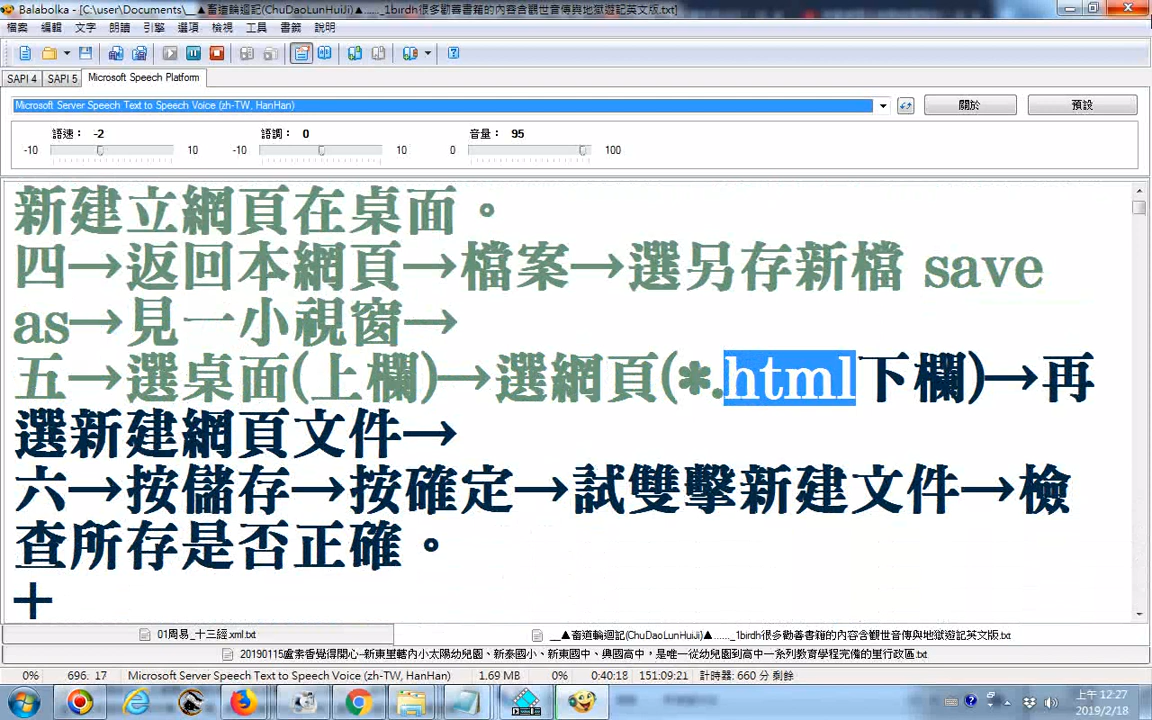 Balabolka - [C:\user\Documents\__▲畜道輪迴記(ChuDaoLunHuiJi)▲......_1birdh很多勸善書籍的內容含觀世音傳與地獄遊記英文版.txt]
檔案 編輯 文字 朗讀 引擎 選項 檢視 工具 書籤 說明
SAPI 4 SAPI 5 Microsoft Speech Platform
Microsoft Server Speech Text to Speech Voice (zh-TW, HanHan)
關於 預設
語速： -2 語調： 0 音量： 95
-10 10 -10 10 0 100
新建立網頁在桌面。
四→返回本網頁→檔案→選另存新檔 save
as→見一小視窗→
五→選桌面(上欄)→選網頁(*.html下欄)→再
選新建網頁文件→
六→按儲存→按確定→試雙擊新建文件→檢
查所存是否正確。
＋
01周易_十三經.xml.txt
__▲畜道輪迴記(ChuDaoLunHuiJi)▲......_1birdh很多勸善書籍的內容含觀世音傳與地獄遊記英文版.txt
20190115盧素香覺得開心--新東里轄內小太陽幼兒園、新泰國小、新東國中、典國高中，是唯一從幼兒園到高中一系列教育學程完備的里行政區.txt
0% 696. 17 Microsoft Server Speech Text to Speech Voice (zh-TW, HanHan) 1.69 MB 0% 0:40:18 151:09:21 計時器: 660 分 剩餘
上午 12:27
2019/2/18